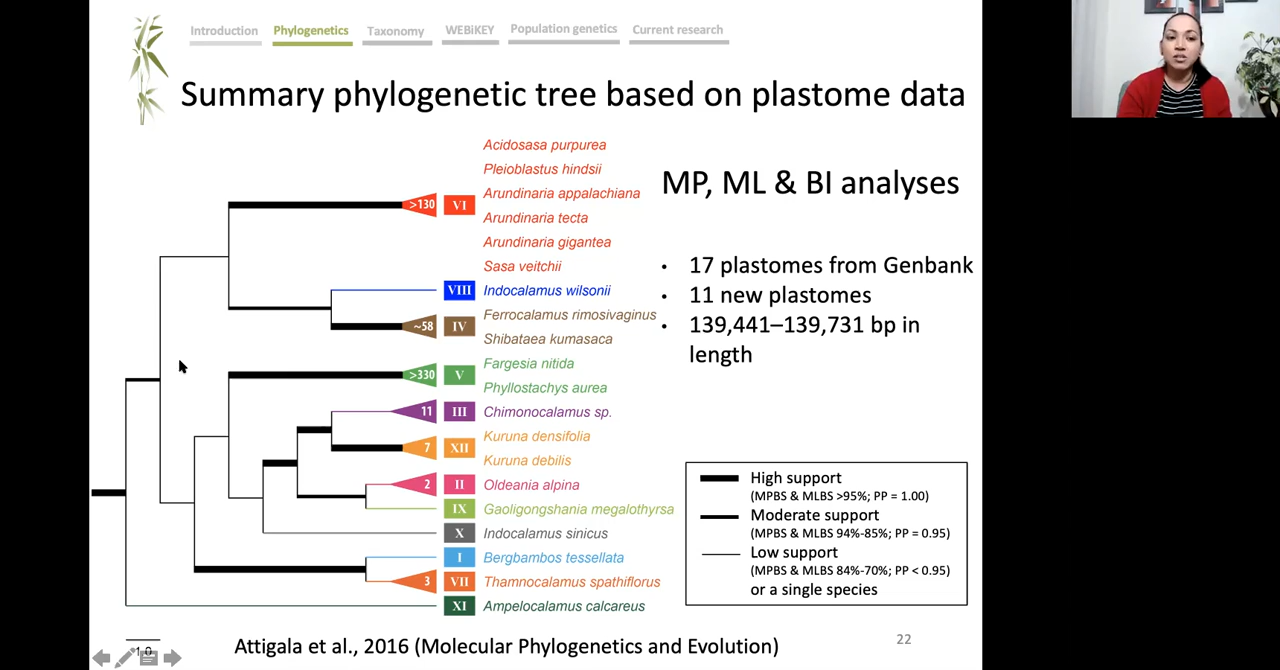 Introduction Phylogenetics Taxonomy WEBiKEY Population genetics Current research
Summary phylogenetic tree based on plastome data
MP, ML & BI analyses
• 17 plastomes from Genbank
• 11 new plastomes
• 139,441–139,731 bp in
length
Acidosasa purpurea
Pleioblastus hindsii
Arundinaria appalachiana
>130 VI
Arundinaria tecta
Arundinaria gigantea
Sasa veitchii
VIII Indocalamus wilsonii
Ferrocalamus rimosivaginus
~58 IV
Shibataea kumasaca
Fargesia nitida
>330 V
Phyllostachys aurea
11 III Chimonocalamus sp.
Kuruna densifolia
7 XII
Kuruna debilis
2 II Oldeania alpina
IX Gaoligongshania megalothyrsa
X Indocalamus sinicus
I Bergbambos tessellata
3 VII Thamnocalamus spathiflorus
XI Ampelocalamus calcareus
High support
(MPBS & MLBS >95%; PP = 1.00)
Moderate support
(MPBS & MLBS 94%-85%; PP = 0.95)
Low support
(MPBS & MLBS 84%-70%; PP < 0.95)
or a single species
1.0
Attigala et al., 2016 (Molecular Phylogenetics and Evolution)
22